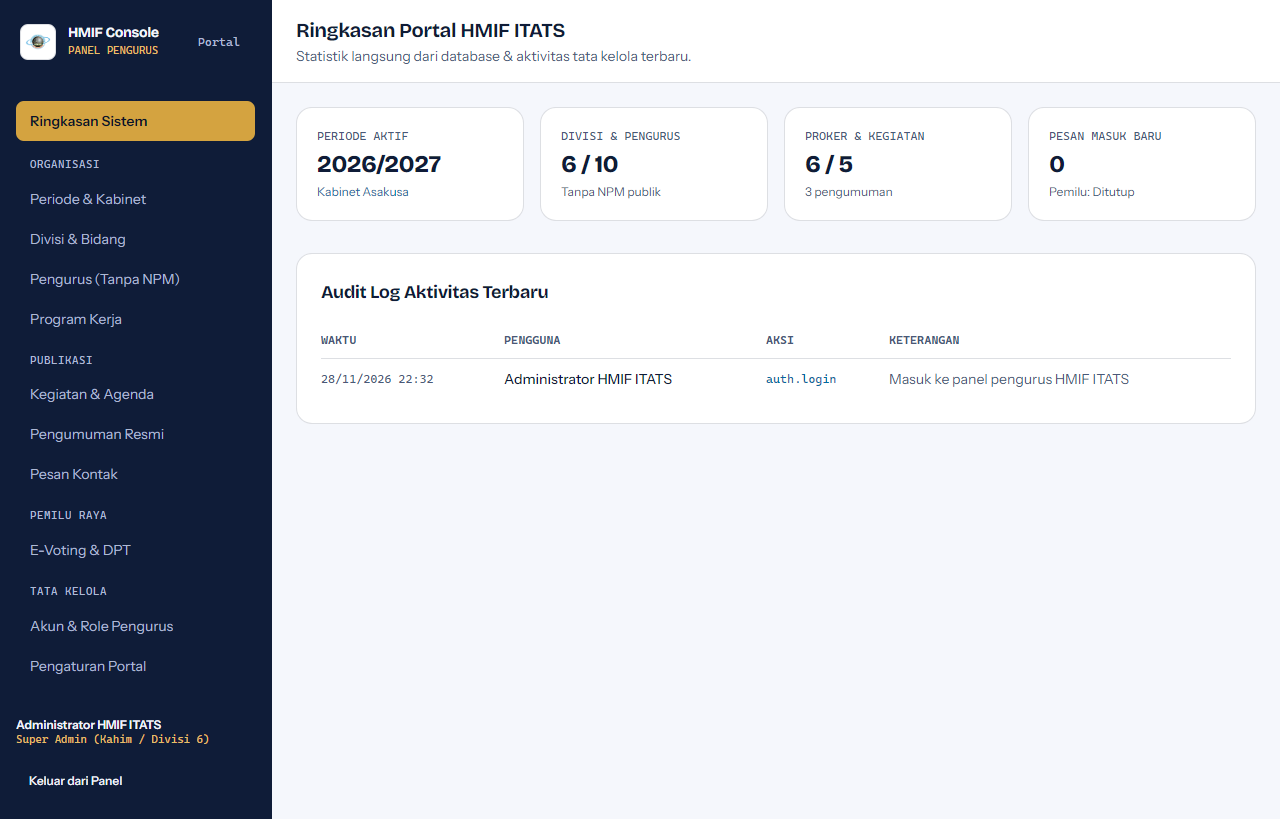 HMIF Console
PANEL PENGURUS
Portal
Ringkasan Sistem
ORGANISASI
Periode & Kabinet
Divisi & Bidang
Pengurus (Tanpa NPM)
Program Kerja
PUBLIKASI
Kegiatan & Agenda
Pengumuman Resmi
Pesan Kontak
PEMILU RAYA
E-Voting & DPT
TATA KELOLA
Akun & Role Pengurus
Pengaturan Portal
Administrator HMIF ITATS
Super Admin (Kahim / Divisi 6)
Keluar dari Panel
Ringkasan Portal HMIF ITATS
Statistik langsung dari database & aktivitas tata kelola terbaru.
PERIODE AKTIF
2026/2027
Kabinet Asakusa
DIVISI & PENGURUS
6 / 10
Tanpa NPM publik
PROKER & KEGIATAN
6 / 5
3 pengumuman
PESAN MASUK BARU
0
Pemilu: Ditutup
Audit Log Aktivitas Terbaru
WAKTU PENGGUNA AKSI KETERANGAN
28/11/2026 22:32 Administrator HMIF ITATS auth.login Masuk ke panel pengurus HMIF ITATS